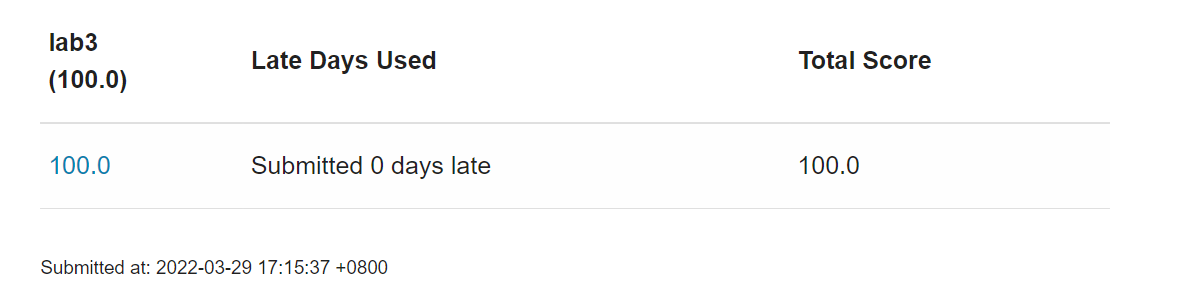 lab3
(100.0)
Late Days Used
Total Score
100.0
Submitted 0 days late
100.0
Submitted at: 2022-03-29 17:15:37 +0800